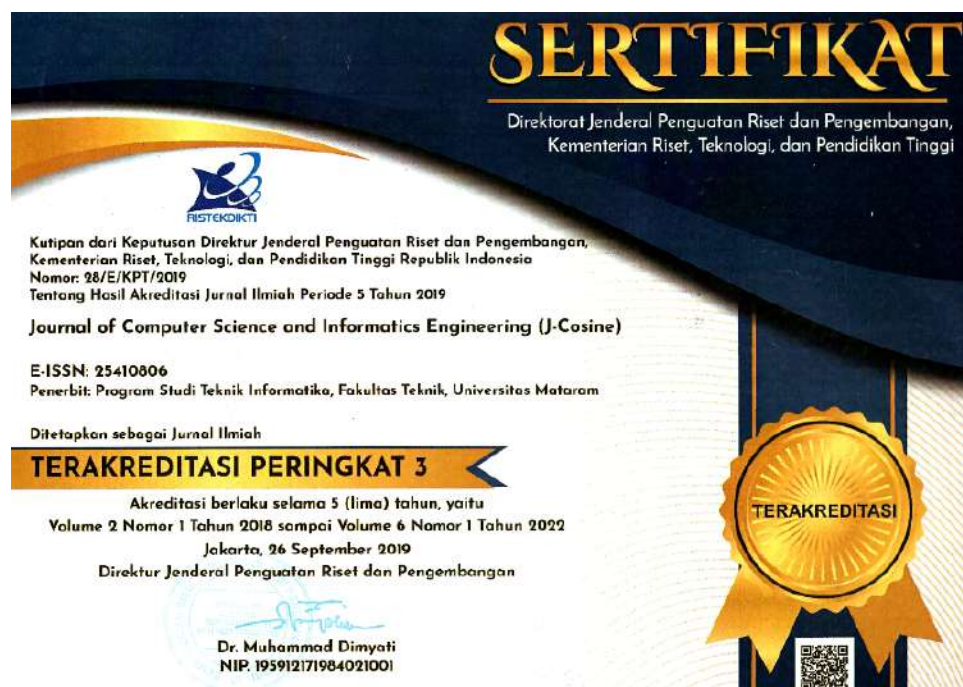 SERTIFIKAT
Direktorat Jenderal Penguatan Riset dan Pengembangan,
Kementerian Riset, Teknologi, dan Pendidikan Tinggi
RISTEKDIKTI
Kutipan dari Keputusan Direktur Jenderal Penguatan Riset dan Pengembangan,
Kementerian Riset, Teknologi, dan Pendidikan Tinggi Republik Indonesia
Nomor: 28/E/KPT/2019
Tentang Hasil Akreditasi Jurnal Ilmiah Periode 5 Tahun 2019
Journal of Computer Science and Informatics Engineering (J-Cosine)
E-ISSN: 25410806
Penerbit: Program Studi Teknik Informatika, Fakultas Teknik, Universitas Mataram
Ditetapkan sebagai Jurnal Ilmiah
TERAKREDITASI PERINGKAT 3
Akreditasi berlaku selama 5 (lima) tahun, yaitu
Volume 2 Nomor 1 Tahun 2018 sampai Volume 6 Nomor 1 Tahun 2022
Jakarta, 26 September 2019
Direktur Jenderal Penguatan Riset dan Pengembangan
Dr. Muhammad Dimyati
NIP. 195912171984021001
TERAKREDITASI